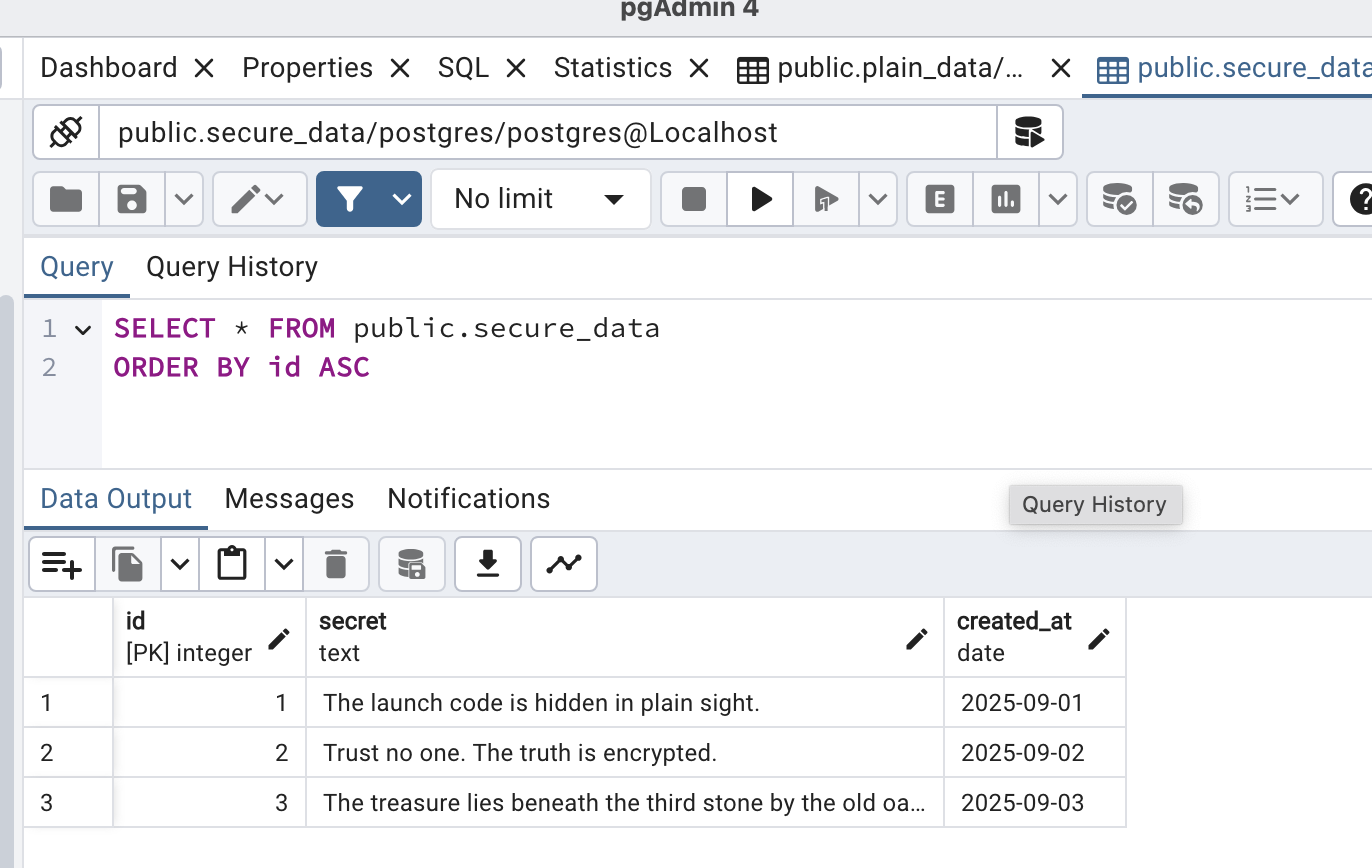 pgAdmin 4
Dashboard Properties SQL Statistics public.plain_data/... public.secure_data
public.secure_data/postgres/postgres@Localhost
No limit E
Query Query History
1 SELECT * FROM public.secure_data
2 ORDER BY id ASC
Data Output Messages Notifications Query History
id secret created_at
[PK] integer text date
1 1 The launch code is hidden in plain sight. 2025-09-01
2 2 Trust no one. The truth is encrypted. 2025-09-02
3 3 The treasure lies beneath the third stone by the old oa... 2025-09-03